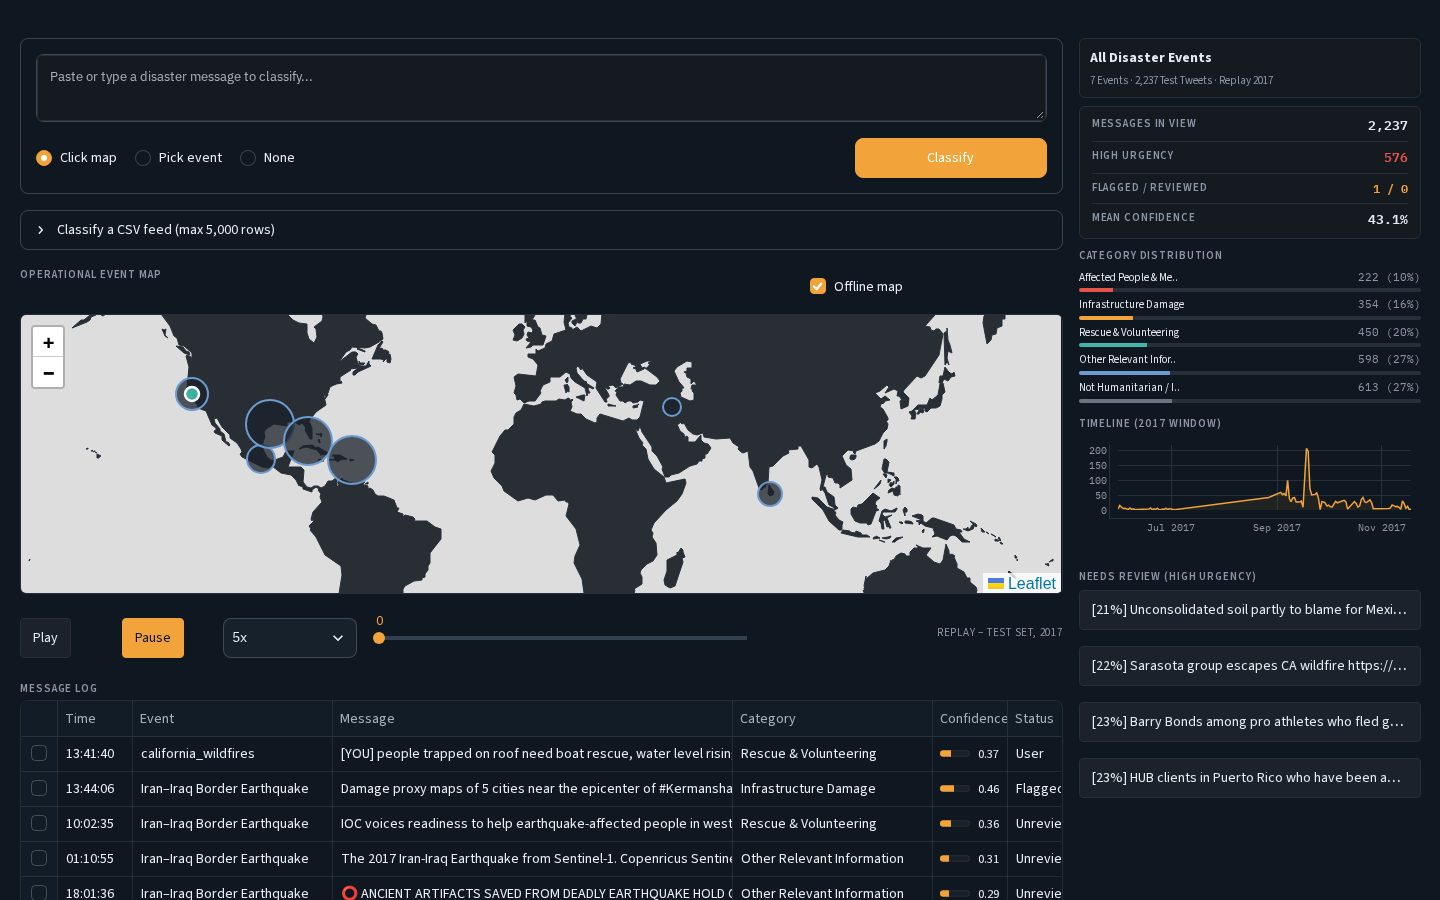 Paste or type a disaster message to classify...
Click map
Pick event
None
Classify
Classify a CSV feed (max 5,000 rows)
OPERATIONAL EVENT MAP
Offline map
+
−
Leaflet
Play
Pause
5x
0
REPLAY – TEST SET, 2017
MESSAGE LOG
Time Event Message Category Confidence Status
13:41:40 california_wildfires [YOU] people trapped on roof need boat rescue, water level risin Rescue & Volunteering 0.37 User
13:44:06 Iran–Iraq Border Earthquake Damage proxy maps of 5 cities near the epicenter of #Kermansha Infrastructure Damage 0.46 Flagged
10:02:35 Iran–Iraq Border Earthquake IOC voices readiness to help earthquake-affected people in west Rescue & Volunteering 0.36 Unrevie
01:10:55 Iran–Iraq Border Earthquake The 2017 Iran-Iraq Earthquake from Sentinel-1. Copenricus Sentine Other Relevant Information 0.31 Unrevie
18:01:36 Iran–Iraq Border Earthquake ⭕ ANCIENT ARTIFACTS SAVED FROM DEADLY EARTHQUAKE HOLD C Other Relevant Information 0.29 Unrevie
All Disaster Events
7 Events · 2,237 Test Tweets · Replay 2017
MESSAGES IN VIEW 2,237
HIGH URGENCY 576
FLAGGED / REVIEWED 1 / 0
MEAN CONFIDENCE 43.1%
CATEGORY DISTRIBUTION
Affected People & Me.. 222 (10%)
Infrastructure Damage 354 (16%)
Rescue & Volunteering 450 (20%)
Other Relevant Infor.. 598 (27%)
Not Humanitarian / I.. 613 (27%)
TIMELINE (2017 WINDOW)
200
150
100
50
0
Jul 2017 Sep 2017 Nov 2017
NEEDS REVIEW (HIGH URGENCY)
[21%] Unconsolidated soil partly to blame for Mexi...
[22%] Sarasota group escapes CA wildfire https://...
[23%] Barry Bonds among pro athletes who fled g...
[23%] HUB clients in Puerto Rico who have been a...